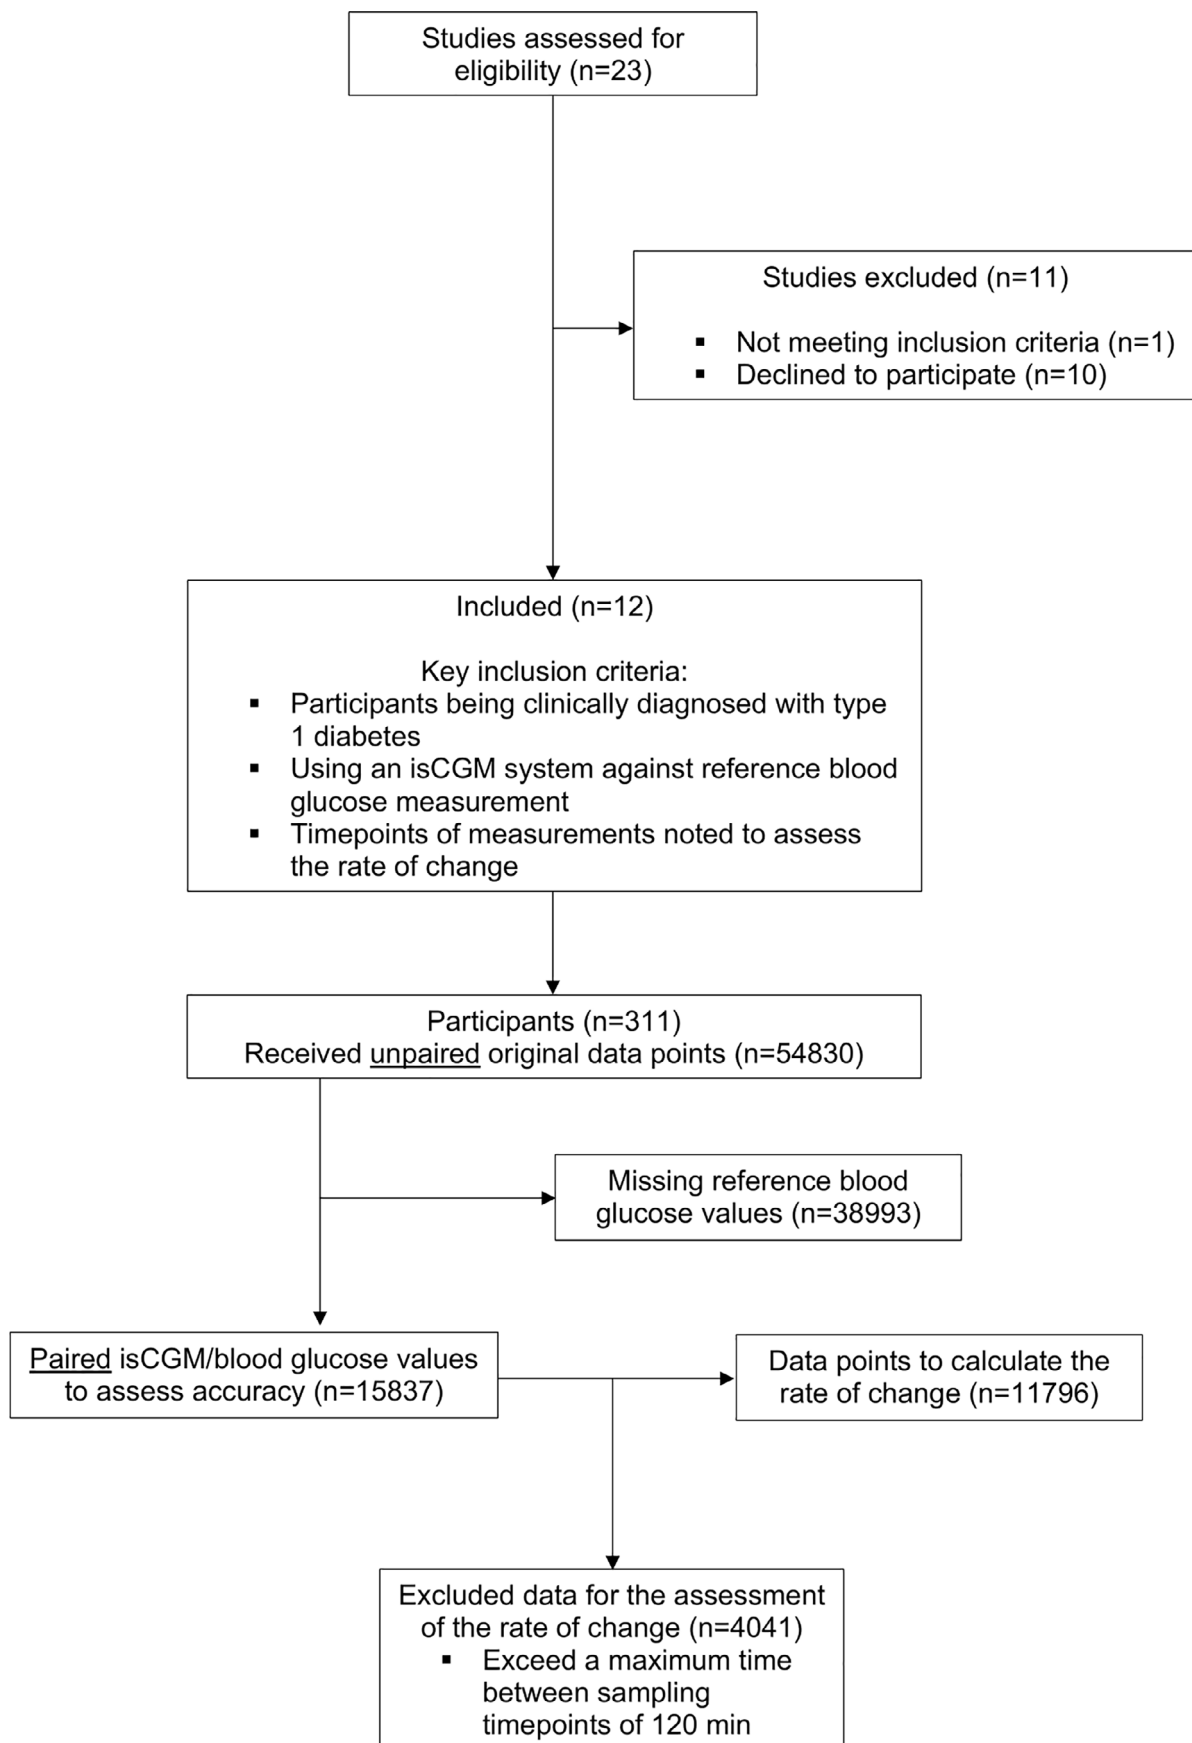 Studies assessed for
eligibility (n=23)
Studies excluded (n=11)
▪ Not meeting inclusion criteria (n=1)
▪ Declined to participate (n=10)
Included (n=12)
Key inclusion criteria:
▪ Participants being clinically diagnosed with type
1 diabetes
▪ Using an isCGM system against reference blood
glucose measurement
▪ Timepoints of measurements noted to assess
the rate of change
Participants (n=311)
Received unpaired original data points (n=54830)
Missing reference blood
glucose values (n=38993)
Paired isCGM/blood glucose values
to assess accuracy (n=15837)
Data points to calculate the
rate of change (n=11796)
Excluded data for the assessment
of the rate of change (n=4041)
▪ Exceed a maximum time
between sampling
timepoints of 120 min